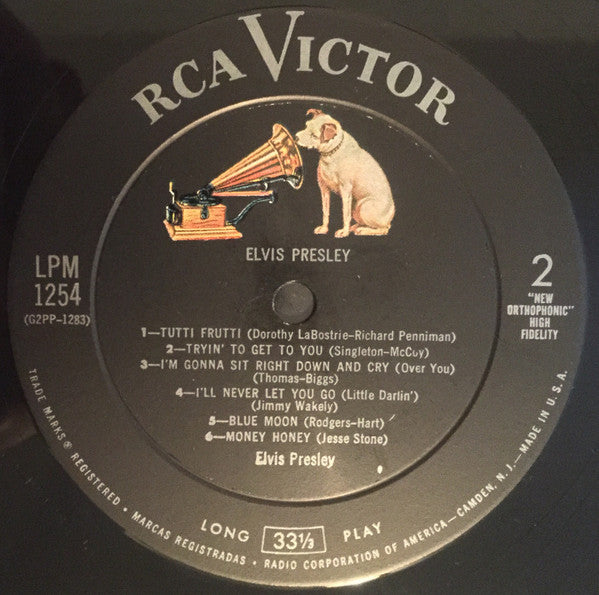 RCA VICTOR
ELVIS PRESLEY
LPM
1254
(G2PP-1283)
2
"NEW
ORTHOPHONIC"
HIGH
FIDELITY
1—TUTTI FRUTTI (Dorothy LaBostrie-Richard Penniman)
2—TRYIN' TO GET TO YOU (Singleton-McCoy)
3—I'M GONNA SIT RIGHT DOWN AND CRY (Over You)
(Thomas-Biggs)
4—I'LL NEVER LET YOU GO (Little Darlin')
(Jimmy Wakely)
5—BLUE MOON (Rodgers-Hart)
6—MONEY HONEY (Jesse Stone)
Elvis Presley
LONG 33⅓ PLAY
TRADE MARKS ® REGISTERED • MARCAS REGISTRADAS • RADIO CORPORATION OF AMERICA—CAMDEN, N. J.—MADE IN U. S. A.